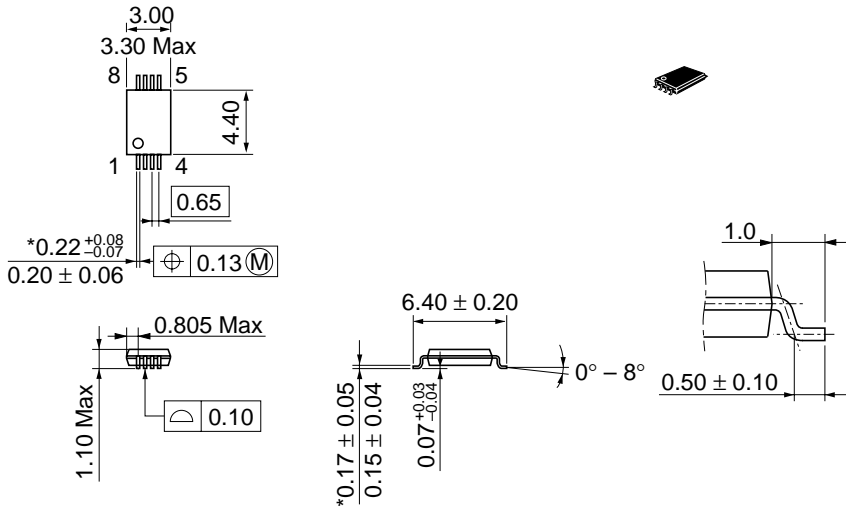 3.00
3.30 Max
8 5
4.40
1 4
0.65
*0.22 +0.08 −0.07
0.20 ± 0.06
0.13 Ⓜ
0.805 Max
1.10 Max
0.10
6.40 ± 0.20
0° – 8°
*0.17 ± 0.05
0.15 ± 0.04
0.07 +0.03 −0.04
1.0
0.50 ± 0.10